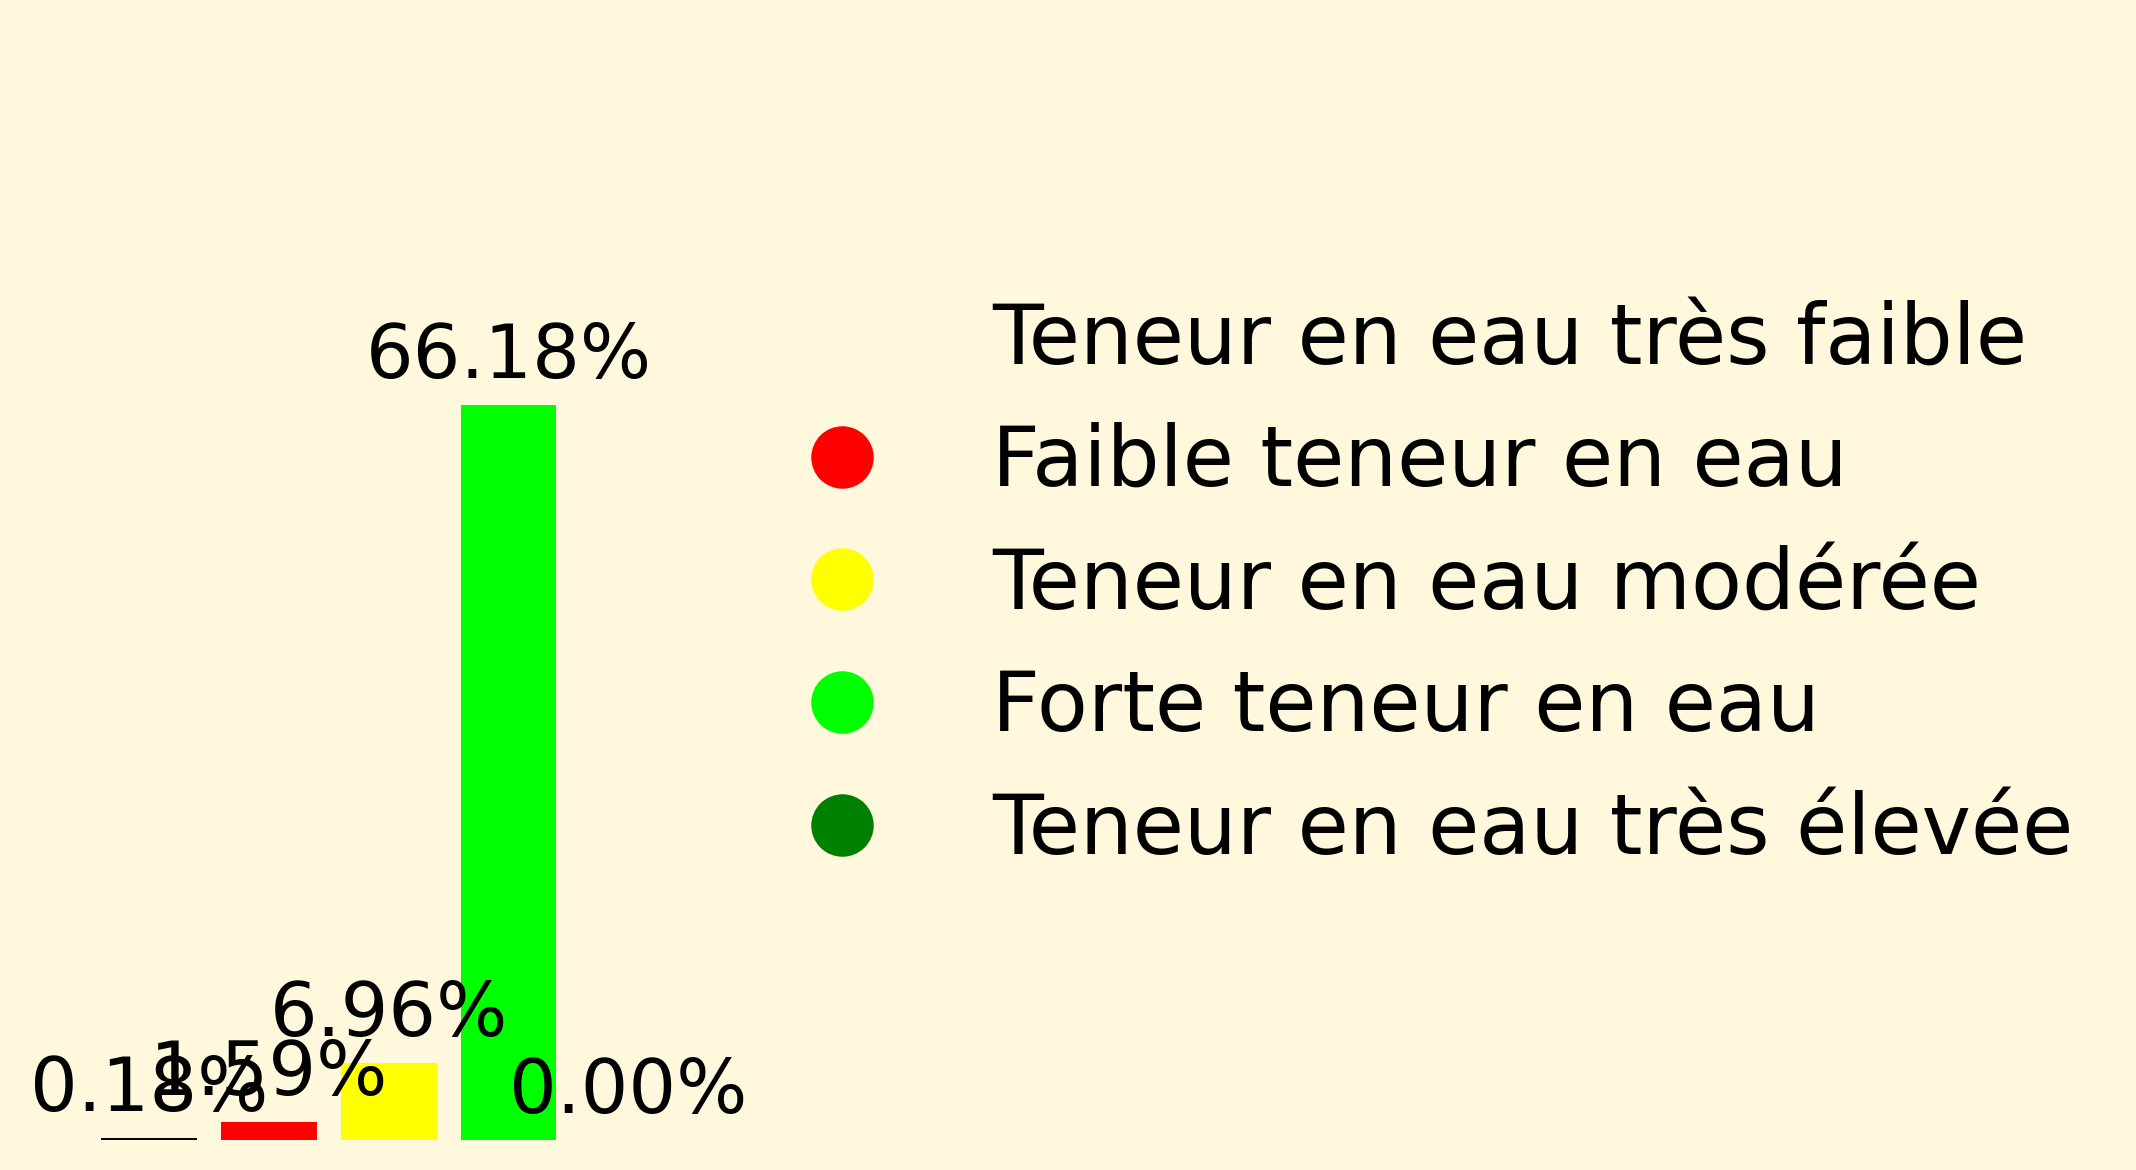 66.18%
6.96%
1.59%
0.18%
0.00%
Teneur en eau très faible
Faible teneur en eau
Teneur en eau modérée
Forte teneur en eau
Teneur en eau très élevée